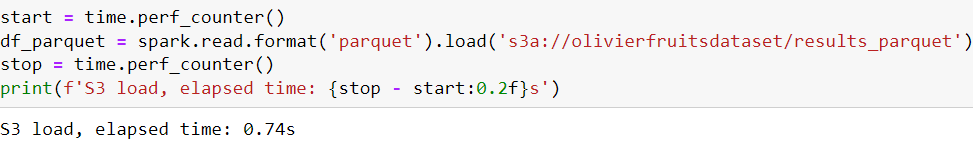 start = time.perf_counter()
df_parquet = spark.read.format('parquet').load('s3a://olivierfruitsdataset/results_parquet')
stop = time.perf_counter()
print(f'S3 load, elapsed time: {stop - start:0.2f}s')
S3 load, elapsed time: 0.74s